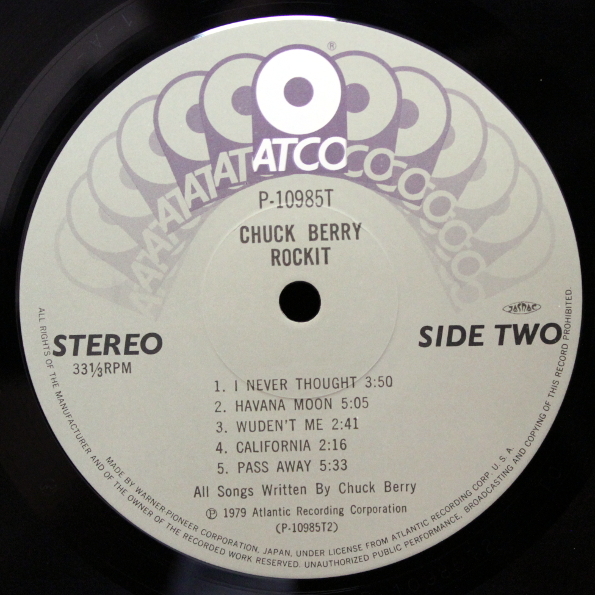 ®
ATATATATATCOCOCOCOCO
P-10985T
CHUCK BERRY
ROCKIT
JASRAC
STEREO
33⅓RPM
SIDE TWO
1. I NEVER THOUGHT 3:50
2. HAVANA MOON 5:05
3. WUDEN'T ME 2:41
4. CALIFORNIA 2:16
5. PASS AWAY 5:33
All Songs Written By Chuck Berry
℗ 1979 Atlantic Recording Corporation
(P-10985T2)
ALL RIGHTS OF THE MANUFACTURER AND OF THE OWNER OF THE RECORDED WORK RESERVED. UNAUTHORIZED PUBLIC PERFORMANCE, BROADCASTING AND COPYING OF THIS RECORD PROHIBITED.
MADE BY WARNER-PIONEER CORPORATION, JAPAN, UNDER LICENSE FROM ATLANTIC RECORDING CORP. U.S.A.